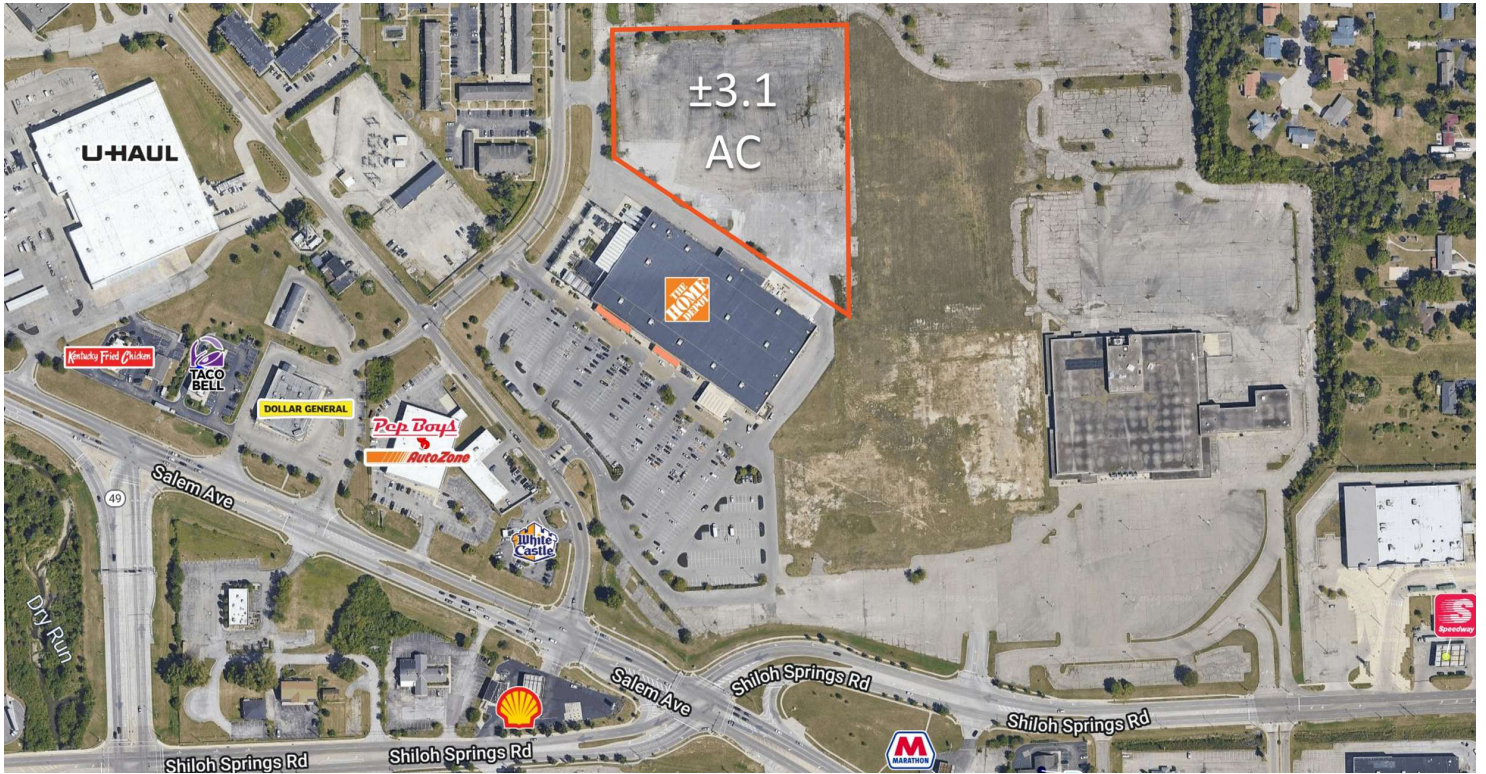 ±3.1
AC
U-HAUL
THE
HOME
DEPOT
Kentucky Fried Chicken
TACO
BELL
DOLLAR GENERAL
Pep Boys
AutoZone
49
Salem Ave
White
Castle
Dry Run
S
Speedway
Salem Ave
Shiloh Springs Rd
Shiloh Springs Rd
M
MARATHON
Shiloh Springs Rd
Shiloh Springs Rd